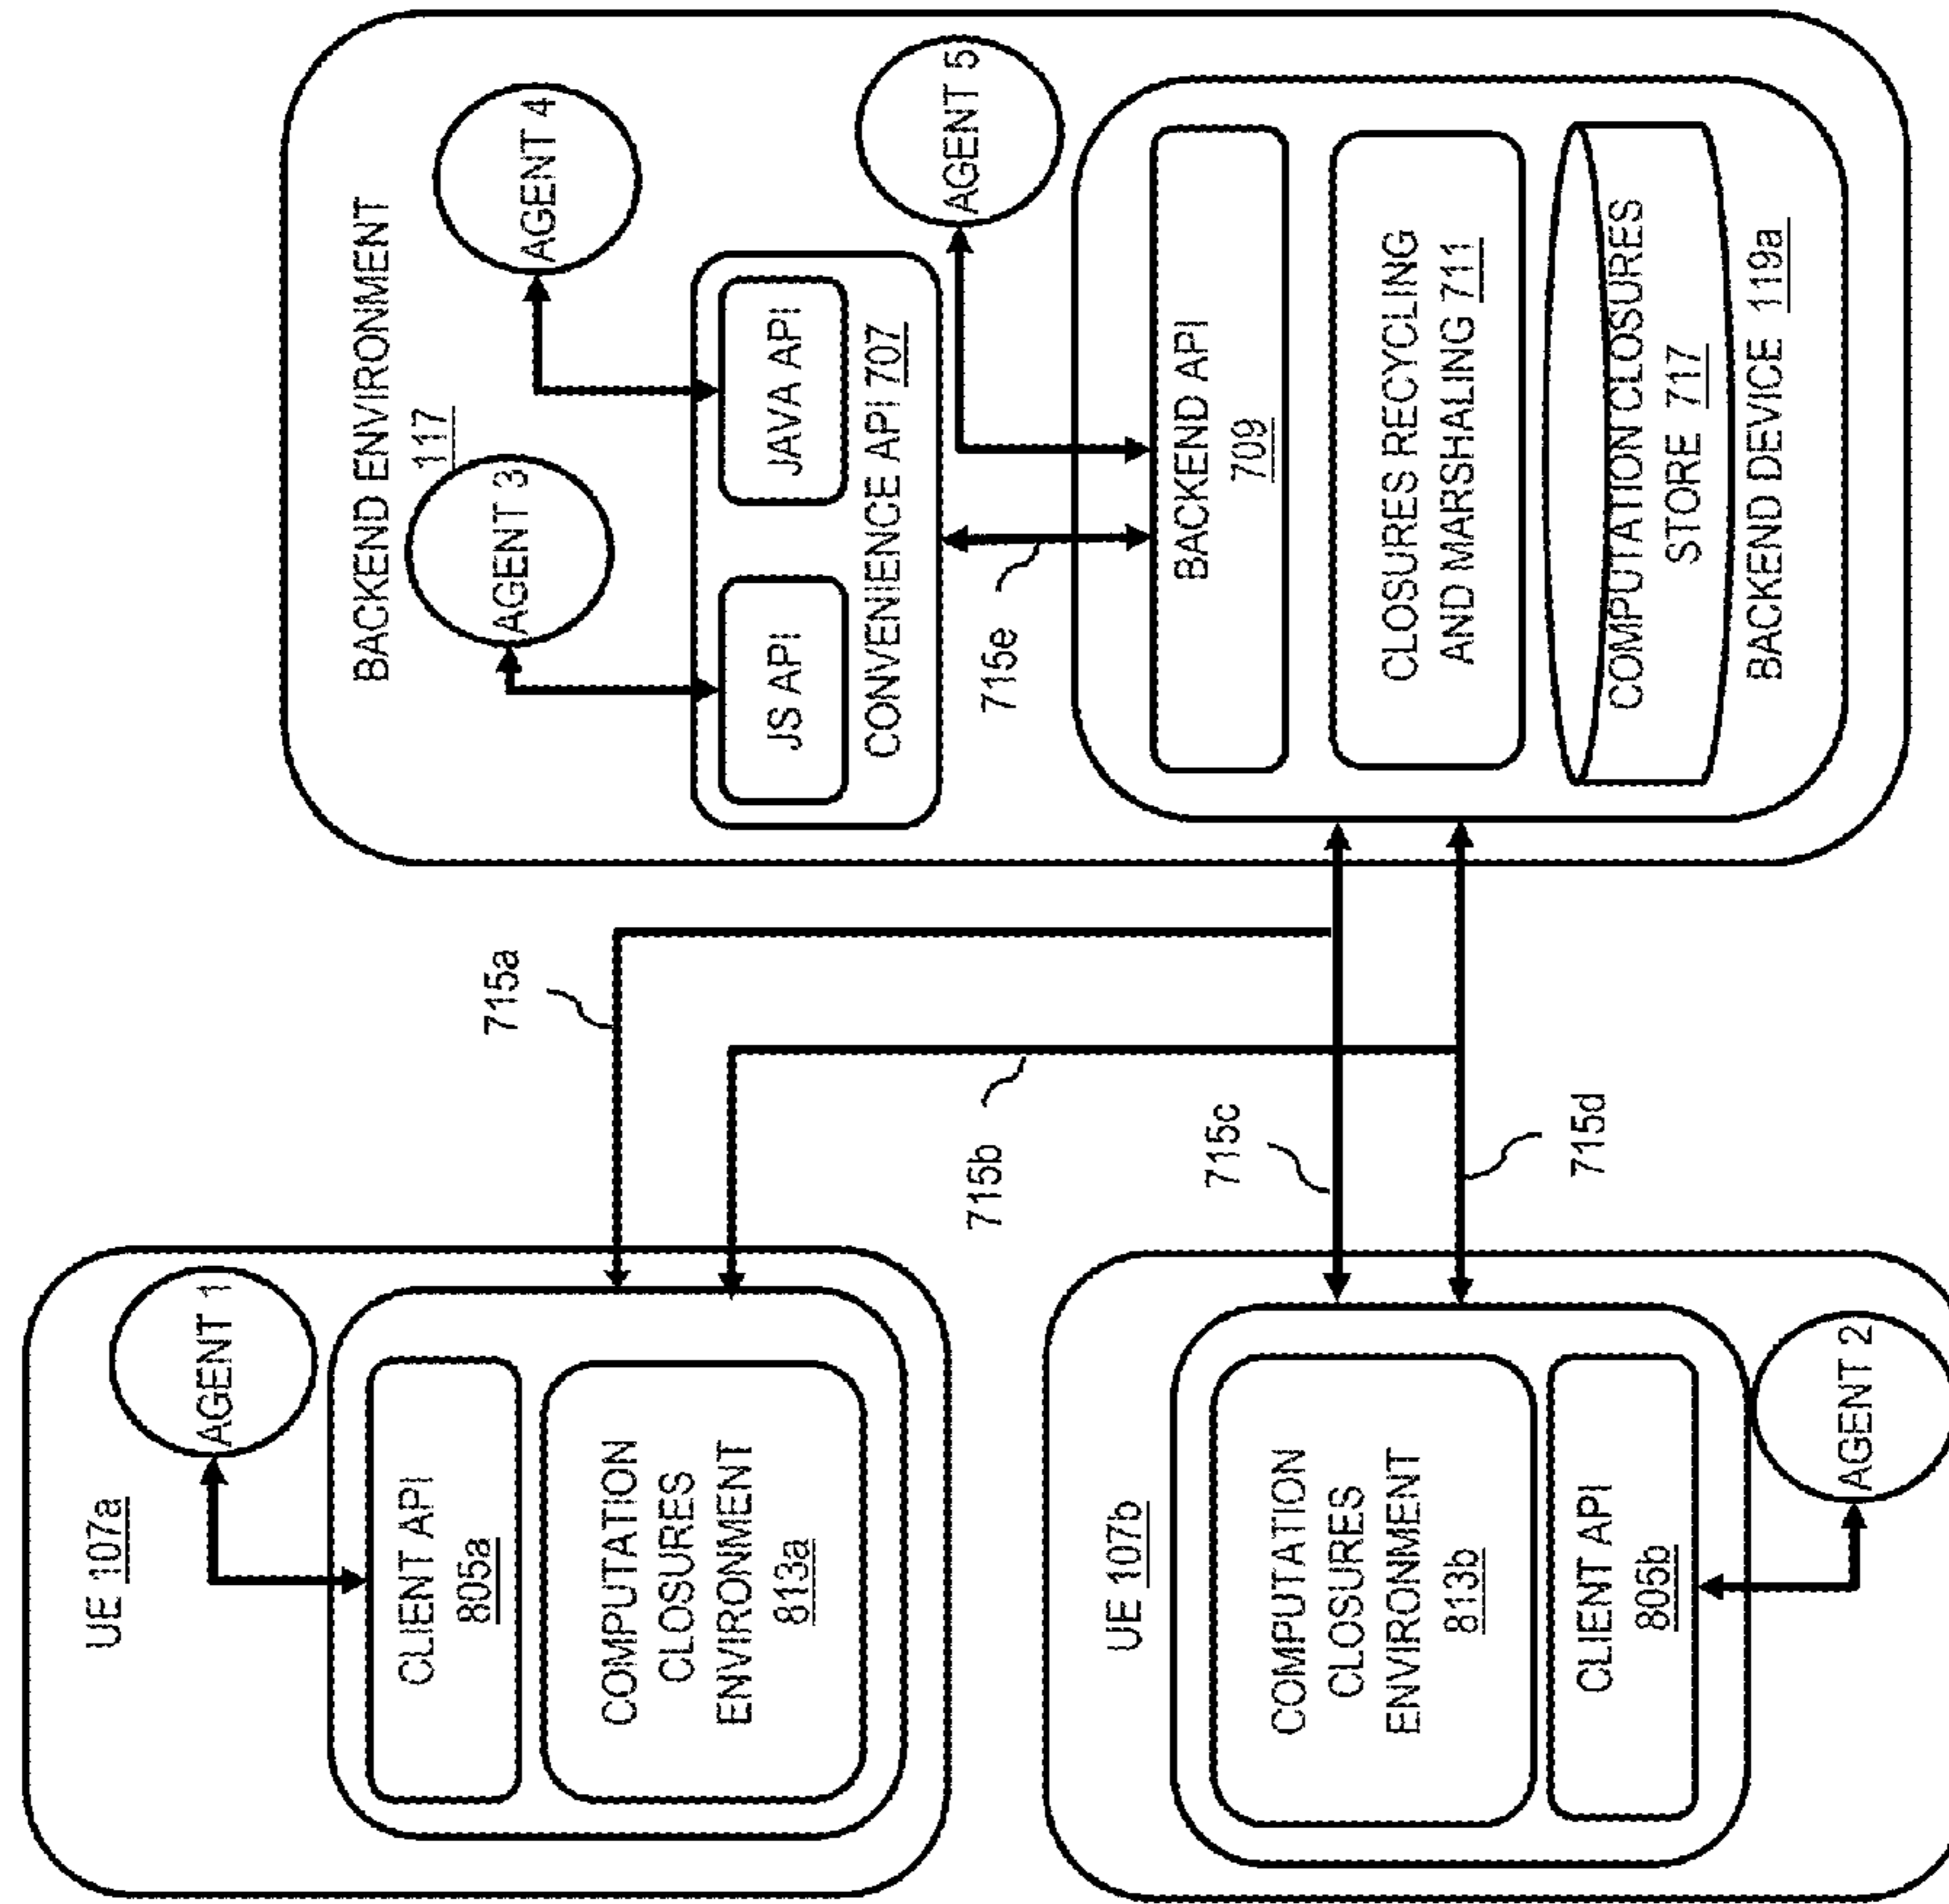 UE 107a
AGENT 1
CLIENT API
805a
COMPUTATION
CLOSURES
ENVIRONMENT
813a
UE 107b
COMPUTATION
CLOSURES
ENVIRONMENT
813b
CLIENT API
805b
AGENT 2
715a
715b
715c
715d
BACKEND ENVIRONMENT
117
AGENT 3
AGENT 4
JS API
JAVA API
CONVENIENCE API 707
AGENT 5
715e
BACKEND API
709
CLOSURES RECYCLING
AND MARSHALING 711
COMPUTATION CLOSURES
STORE 717
BACKEND DEVICE 119a